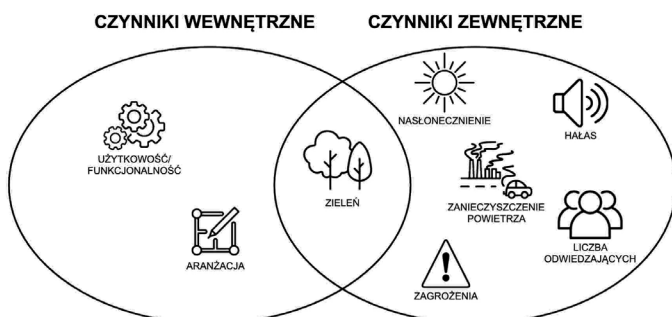 CZYNNIKI WEWNĘTRZNE
CZYNNIKI ZEWNĘTRZNE
UŻYTKOWOŚĆ/
FUNKCJONALNOŚĆ
ARANŻACJA
ZIELEŃ
NASŁONECZNIENIE
HAŁAS
ZANIECZYSZCZENIE
POWIETRZA
LICZBA
ODWIEDZAJĄCYCH
ZAGROŻENIA